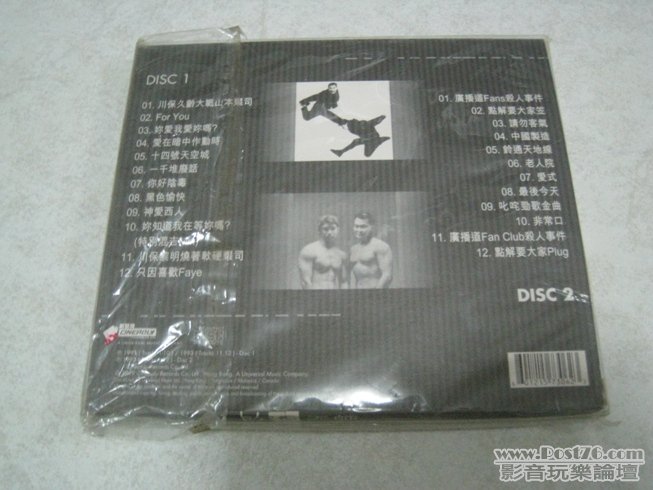 DISC 1
01. 川保久齡大戰山本耀司
02. For You
03. 妳愛我愛妳嗎?
04. 愛在暗中作動時
05. 十四號天空城
06. 一千堆廢話
07. 你好陰毒
08. 黑色愉快
09. 神愛西人
10. 妳知道我在等妳嗎?
11. 川保黎明燒著軟硬耀司
12. 只因喜歡Faye
01. 廣播道Fans殺人事件
02. 點解要大家笠
03. 請勿客氣
04. 中國製造
05. 鈴通天地線
06. 老人院
07. 愛式
08. 最後今天
09. 叱咤勁歌金曲
10. 非常口
11. 廣播道Fan Club殺人事件
12. 點解要大家Plug
DISC 2
CINEPOLY
A Universal Music Company
www.Post76.com
影音玩樂論壇